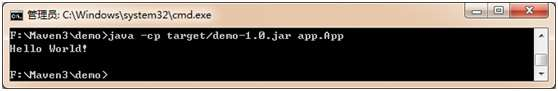 管理员: C:\Windows\system32\cmd.exe
F:\Maven3\demo>java -cp target/demo-1.0.jar app.App
Hello World!
F:\Maven3\demo>